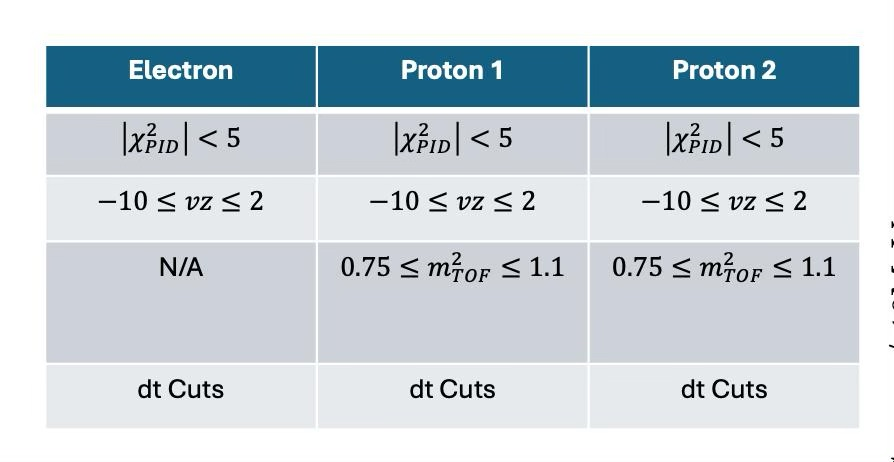 Electron Proton 1 Proton 2
|χ²_PID| < 5 |χ²_PID| < 5 |χ²_PID| < 5
−10 ≤ vz ≤ 2 −10 ≤ vz ≤ 2 −10 ≤ vz ≤ 2
N/A 0.75 ≤ m²_TOF ≤ 1.1 0.75 ≤ m²_TOF ≤ 1.1
dt Cuts dt Cuts dt Cuts